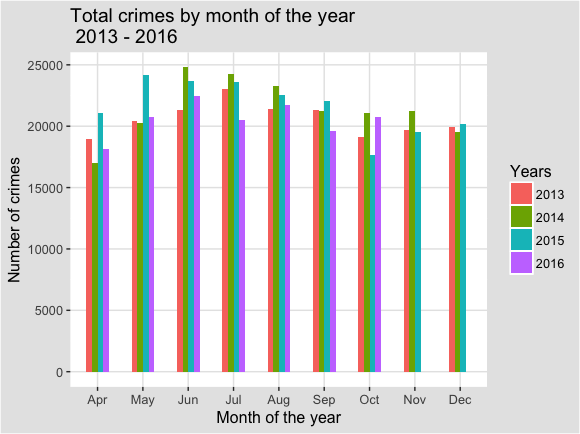 Total crimes by month of the year
2013 - 2016
Number of crimes
25000
20000
15000
10000
5000
0
Apr May Jun Jul Aug Sep Oct Nov Dec
Month of the year
Years
2013
2014
2015
2016